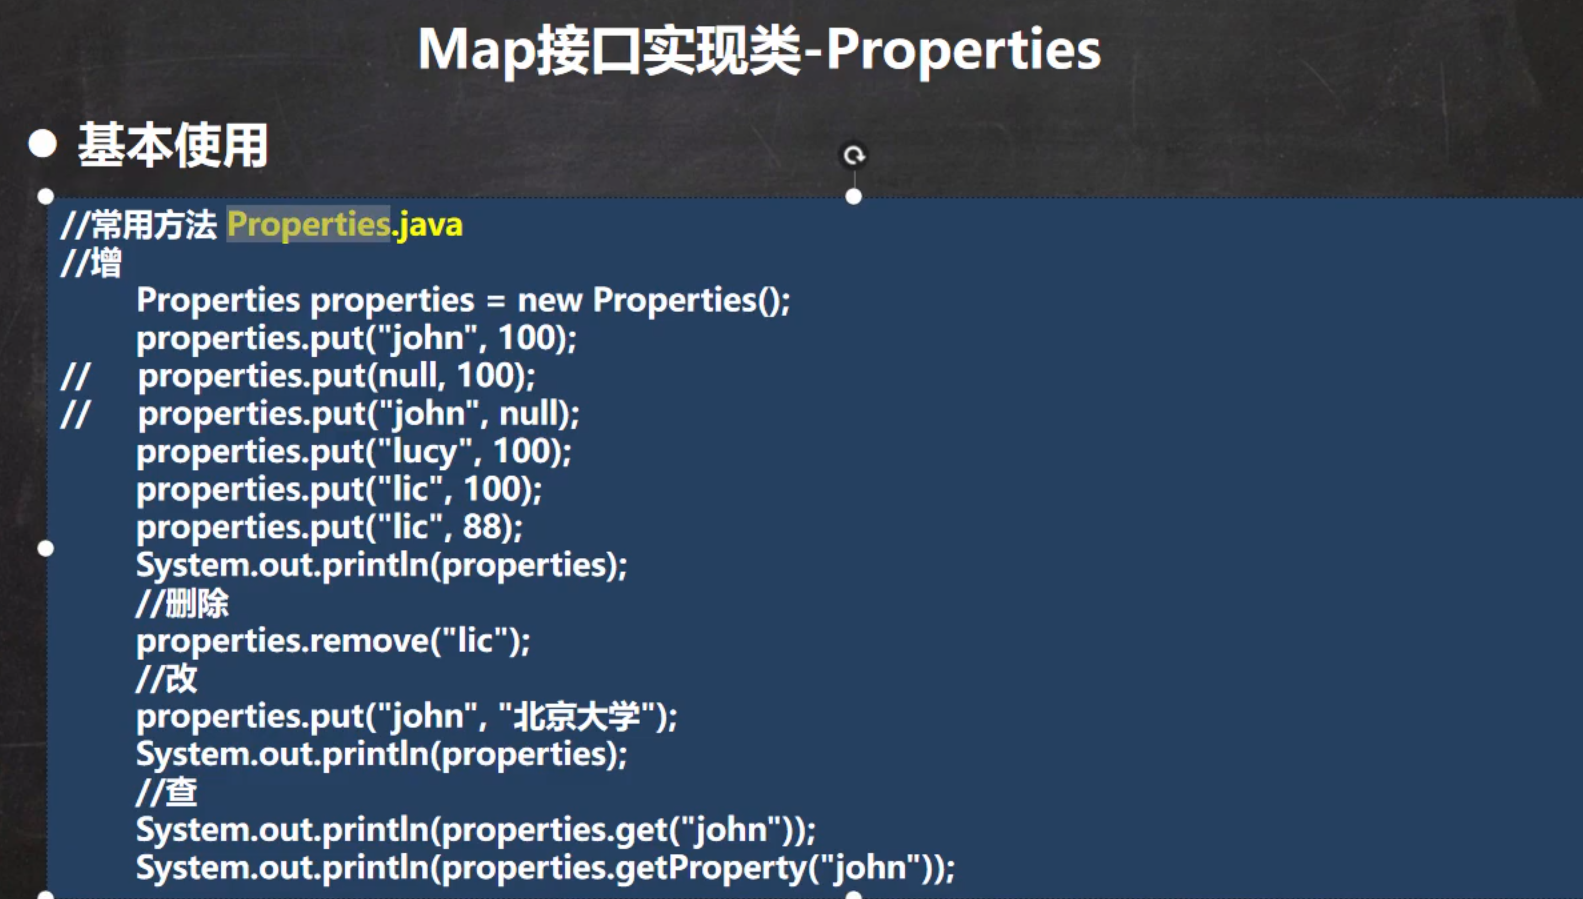 Map接口实现类-Properties
● 基本使用
//常用方法 Properties.java
//增
Properties properties = new Properties();
properties.put("john", 100);
// properties.put(null, 100);
// properties.put("john", null);
properties.put("lucy", 100);
properties.put("lic", 100);
properties.put("lic", 88);
System.out.println(properties);
//删除
properties.remove("lic");
//改
properties.put("john", "北京大学");
System.out.println(properties);
//查
System.out.println(properties.get("john"));
System.out.println(properties.getProperty("john"));